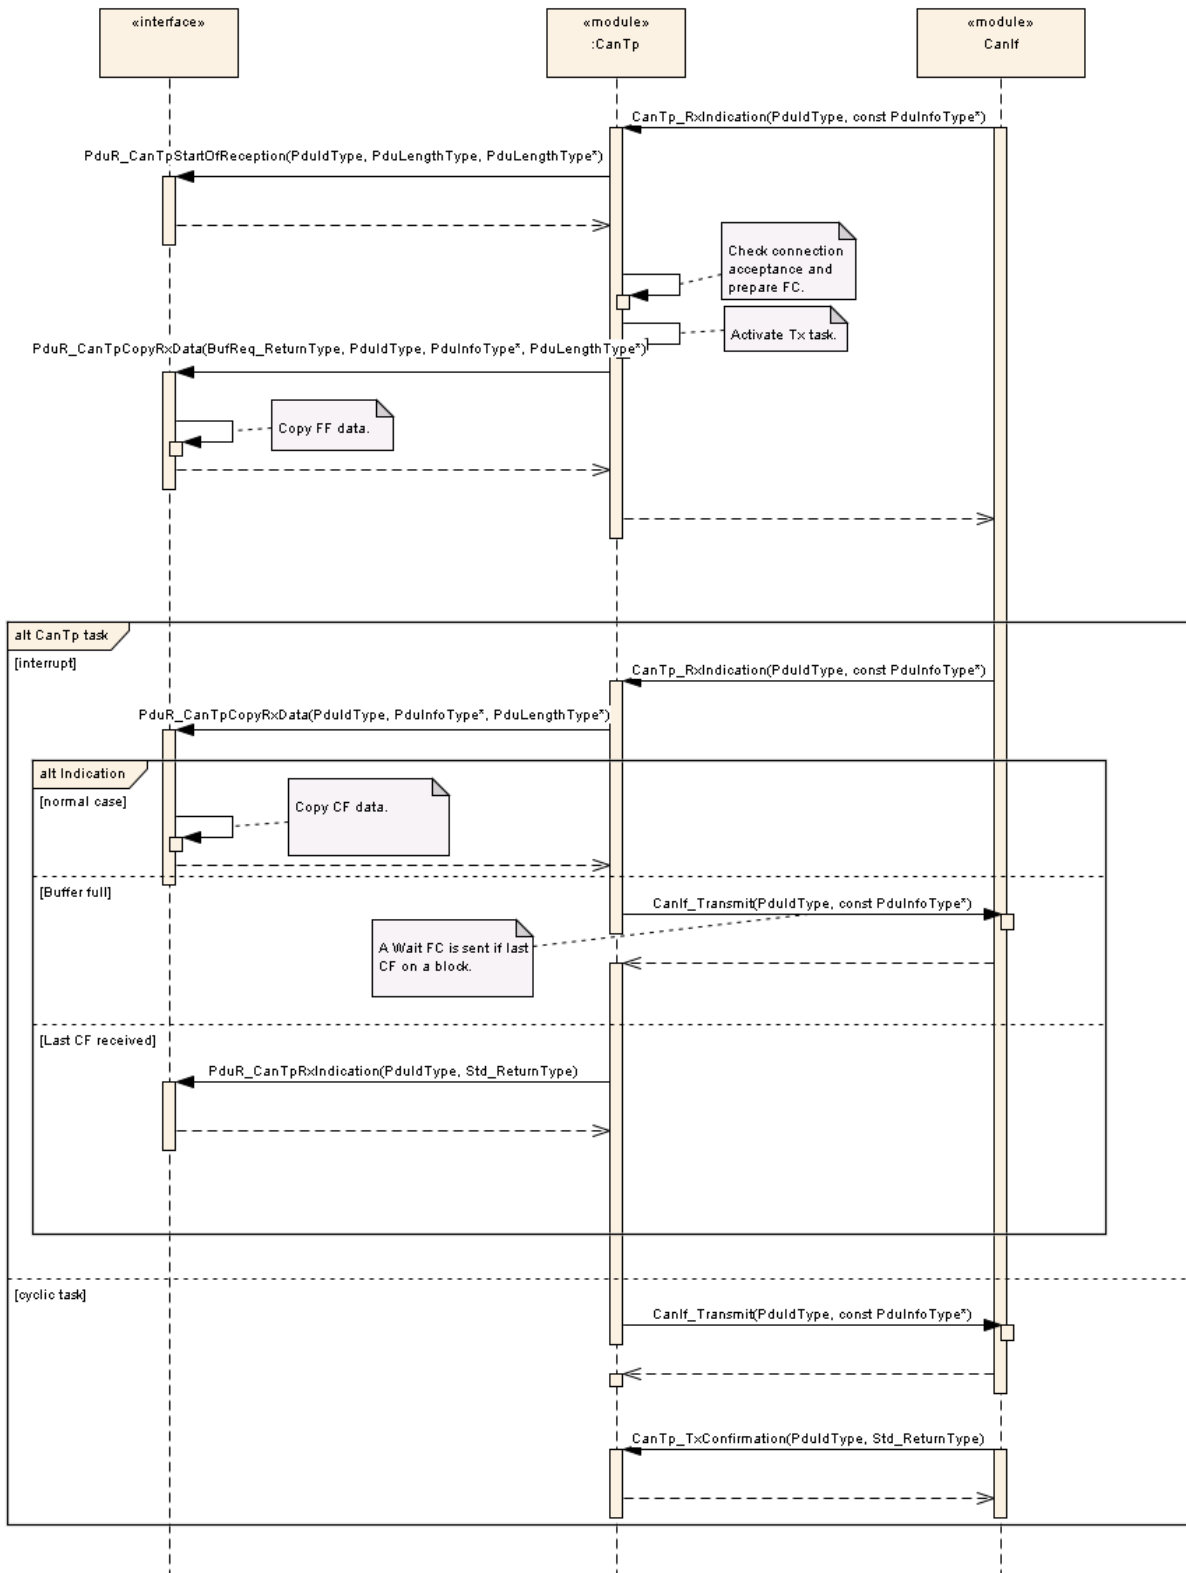 «interface»
«module»
:CanTp
«module»
CanIf
CanTp_RxIndication(PduIdType, const PduInfoType*)
PduR_CanTpStartOfReception(PduIdType, PduLengthType, PduLengthType*)
Check connection
acceptance and
prepare FC.
Activate Tx task.
PduR_CanTpCopyRxData(BufReq_ReturnType, PduIdType, PduInfoType*, PduLengthType*)
Copy FF data.
alt CanTp task
[interrupt]
CanTp_RxIndication(PduIdType, const PduInfoType*)
PduR_CanTpCopyRxData(PduIdType, PduInfoType*, PduLengthType*)
alt Indication
[normal case]
Copy CF data.
[Buffer full]
CanIf_Transmit(PduIdType, const PduInfoType*)
A Wait FC is sent if last
CF on a block.
[Last CF received]
PduR_CanTpRxIndication(PduIdType, Std_ReturnType)
[cyclic task]
CanIf_Transmit(PduIdType, const PduInfoType*)
CanTp_TxConfirmation(PduIdType, Std_ReturnType)